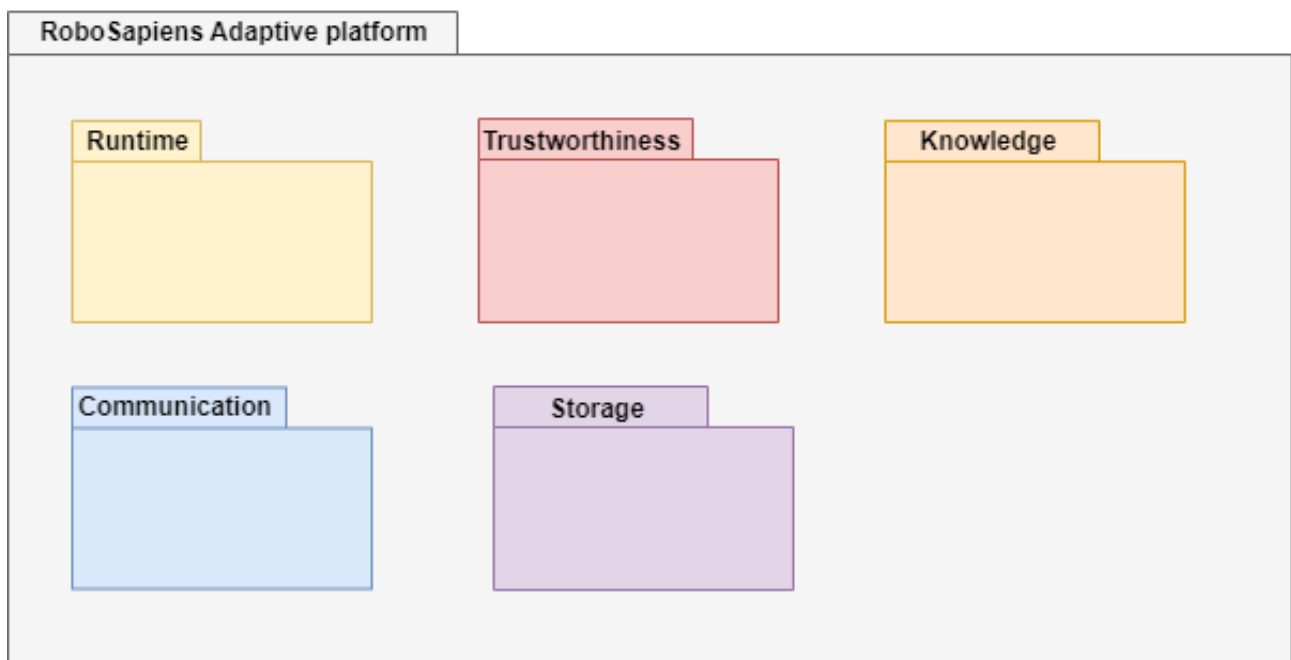 RoboSapiens Adaptive platform
Runtime
Trustworthiness
Knowledge
Communication
Storage